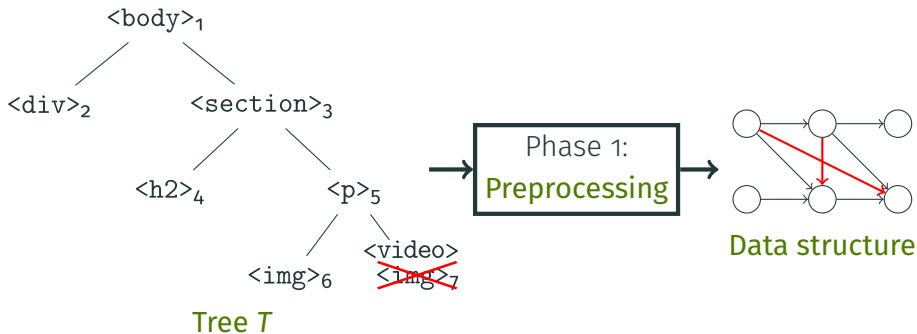 <body>₁
<div>₂
<section>₃
<h2>₄
<p>₅
<img>₆
<video>
<img>₇
Tree T
Phase 1:
Preprocessing
Data structure